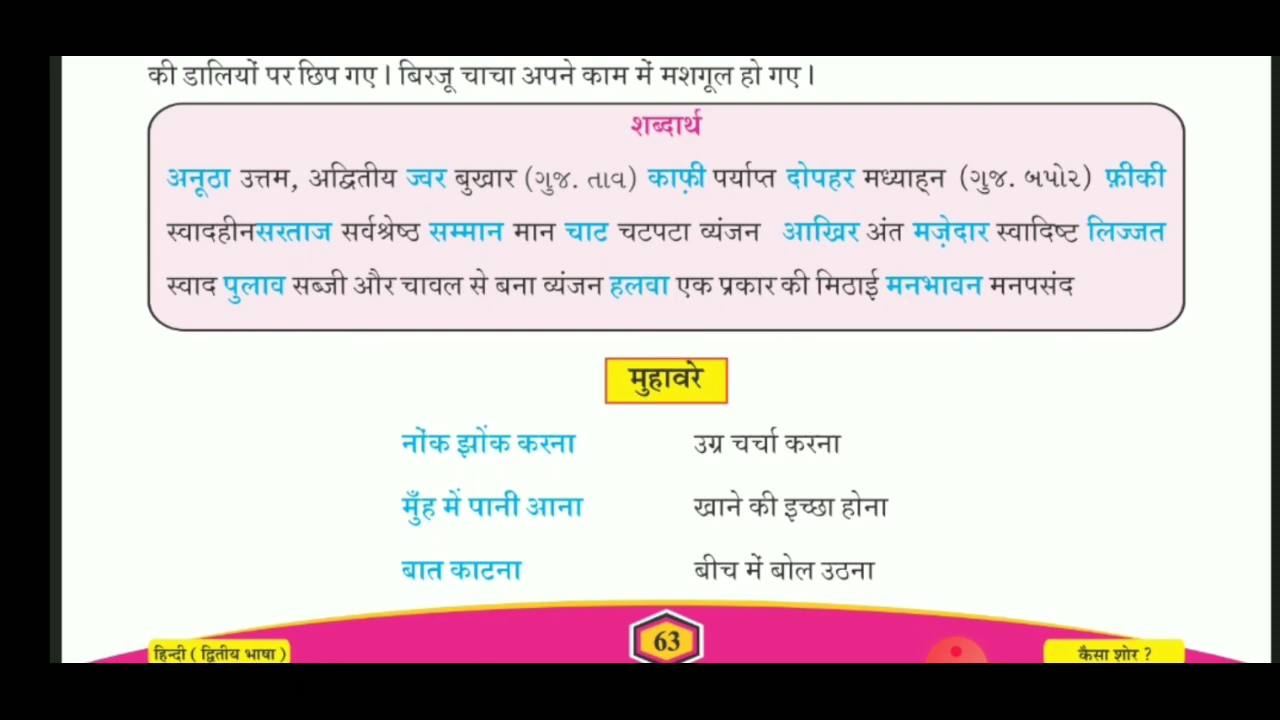 की डालियों पर छिप गए। बिरजू चाचा अपने काम में मशगूल हो गए।
शब्दार्थ
अनूठा उत्तम, अद्वितीय ज्वर बुखार (ગુજ. તાવ) काफ़ी पर्याप्त दोपहर मध्याह्न (ગુજ. બપોર) फ़ीकी
स्वादहीनसरताज सर्वश्रेष्ठ सम्मान मान चाट चटपटा व्यंजन आखिर अंत मज़ेदार स्वादिष्ट लिज्जत
स्वाद पुलाव सब्जी और चावल से बना व्यंजन हलवा एक प्रकार की मिठाई मनभावन मनपसंद
मुहावरे
नोंक झोंक करना उग्र चर्चा करना
मुँह में पानी आना खाने की इच्छा होना
बात काटना बीच में बोल उठना
63
हिन्दी ( द्वितीय भाषा ) कैसा शोर ?